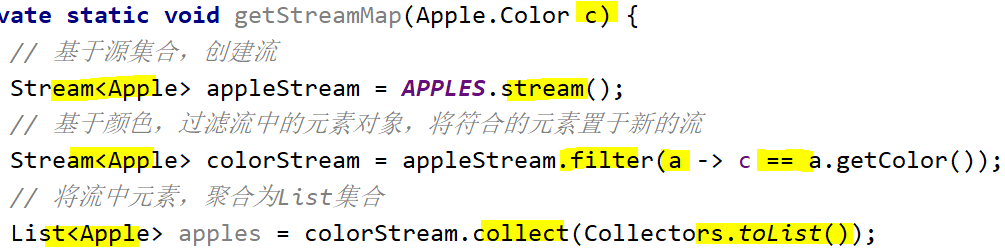 vate static void getStreamMap(Apple.Color c) {
// 基于源集合，创建流
Stream<Apple> appleStream = APPLES.stream();
// 基于颜色，过滤流中的元素对象，将符合的元素置于新的流
Stream<Apple> colorStream = appleStream.filter(a -> c == a.getColor());
// 将流中元素，聚合为List集合
List<Apple> apples = colorStream.collect(Collectors.toList());